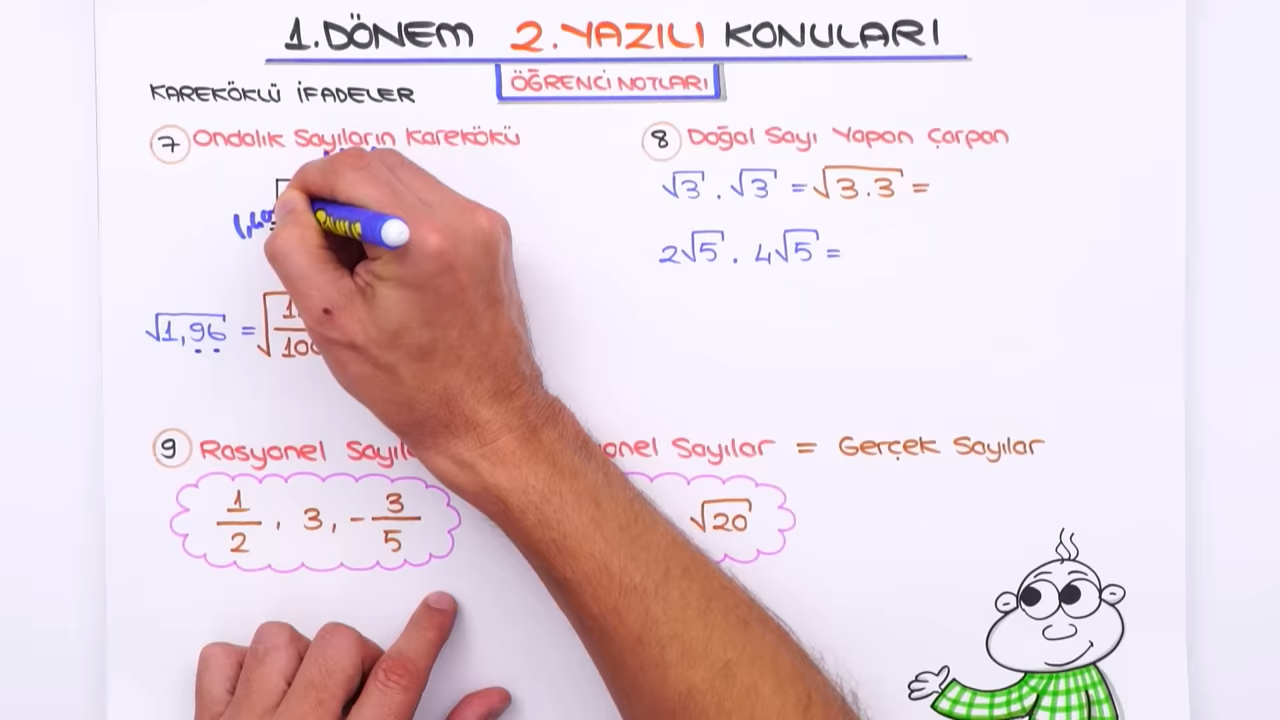 1.DÖNEM 2.YAZILI KONULARI
ÖĞRENCİ NOTLARI
KAREKÖKLÜ İFADELER
7 Ondalık Sayıların Karekökü
8 Doğal Sayı Yapan Çarpan
√3 . √3 = √3.3 =
2√5 . 4√5 =
√1,96 =
9 Rasyonel Sayılar = Gerçek Sayılar
1/2 , 3, -3/5
√20